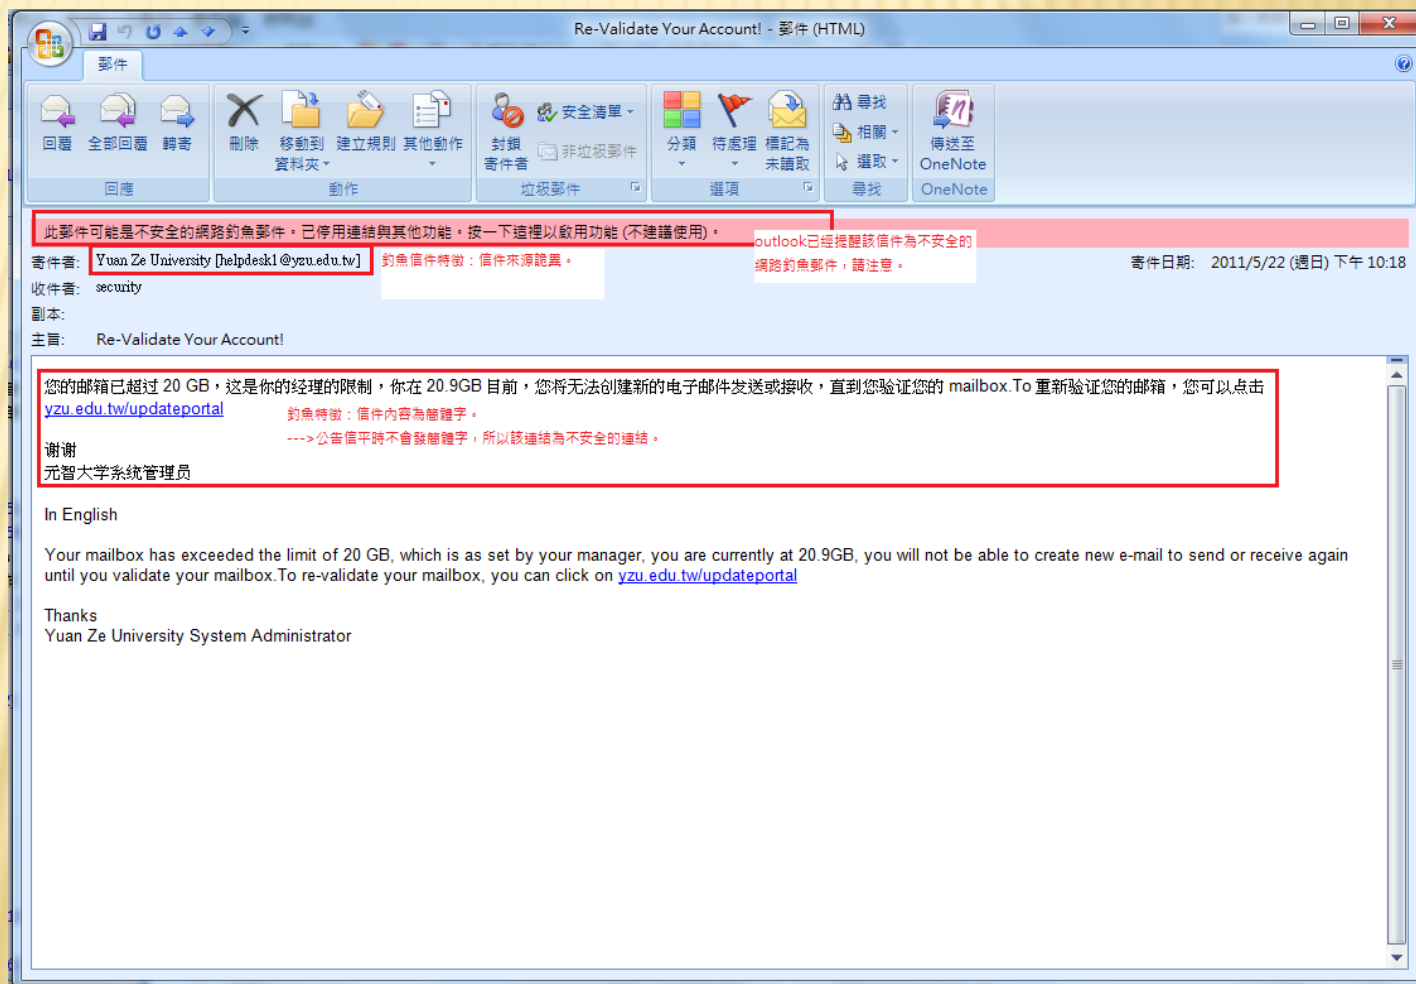 Re-Validate Your Account! - 郵件 (HTML)
郵件
回覆 全部回覆 轉寄 刪除 移動到資料夾 建立規則 其他動作 封鎖寄件者 安全清單 非垃圾郵件 分類 待處理 標記為未讀取 尋找 相關 選取 傳送至 OneNote
回應 動作 垃圾郵件 選項 尋找 OneNote
此郵件可能是不安全的網路釣魚郵件。已停用連結與其他功能。按一下這裡以啟用功能 (不建議使用)。
outlook已經提醒該信件為不安全的
網路釣魚郵件，請注意。
寄件者: Yuan Ze University [helpdesk1@yzu.edu.tw] 釣魚信件特徵：信件來源詭異。
寄件日期: 2011/5/22 (週日) 下午 10:18
收件者: security
副本:
主旨: Re-Validate Your Account!
您的邮箱已超过 20 GB，这是你的经理的限制，你在 20.9GB 目前，您将无法创建新的电子邮件发送或接收，直到您验证您的 mailbox.To 重新验证您的邮箱，您可以点击
yzu.edu.tw/updateportal
釣魚特徵：信件內容為簡體字。
--->公告信平時不會發簡體字，所以該連結為不安全的連結。
谢谢
元智大学系统管理员
In English
Your mailbox has exceeded the limit of 20 GB, which is as set by your manager, you are currently at 20.9GB, you will not be able to create new e-mail to send or receive again
until you validate your mailbox.To re-validate your mailbox, you can click on yzu.edu.tw/updateportal
Thanks
Yuan Ze University System Administrator